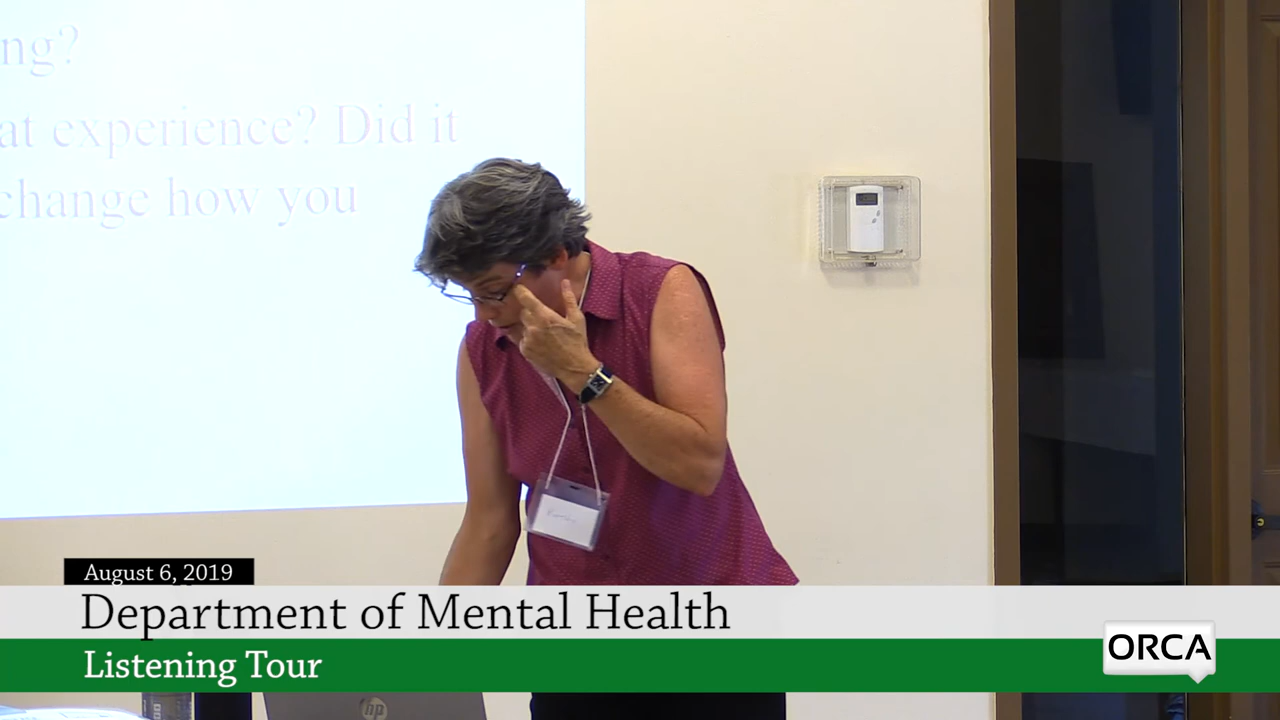 ng?
at experience? Did it
change how you
August 6, 2019
Department of Mental Health
Listening Tour
ORCA
hp